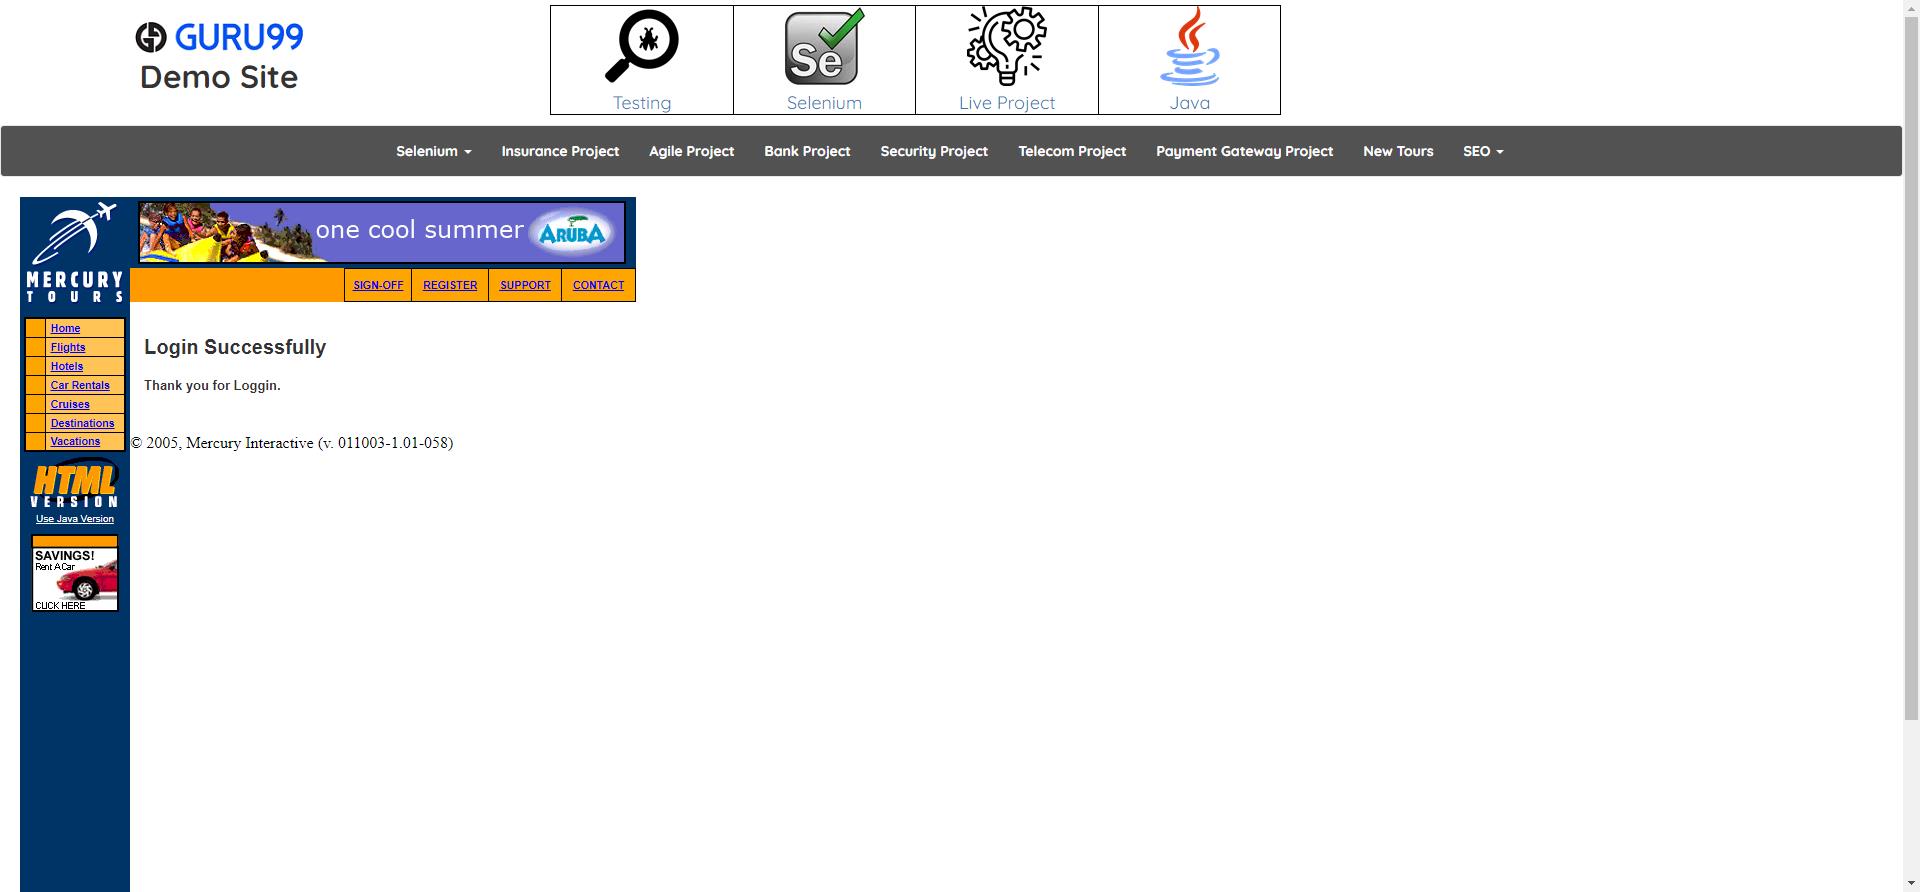 GURU99
Demo Site
Testing
Selenium
Live Project
Java
Selenium
Insurance Project
Agile Project
Bank Project
Security Project
Telecom Project
Payment Gateway Project
New Tours
SEO
one cool summer
ARUBA
MERCURY
TOURS
SIGN-OFF
REGISTER
SUPPORT
CONTACT
Home
Flights
Hotels
Car Rentals
Cruises
Destinations
Vacations
Login Successfully
Thank you for Loggin.
© 2005, Mercury Interactive (v. 011003-1.01-058)
HTML
VERSION
Use Java Version
SAVINGS!
Rent A Car
CLICK HERE
Se